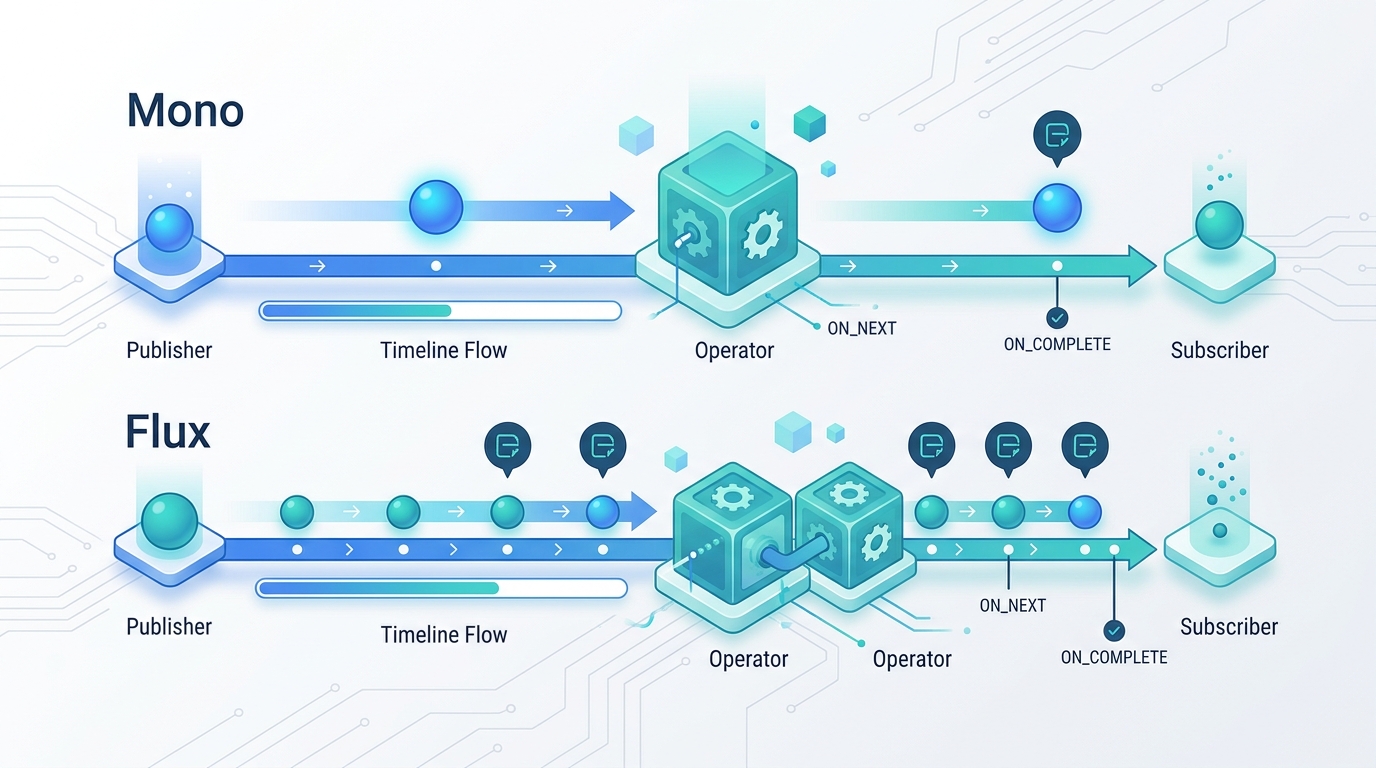 Mono
ON_NEXT
ON_COMPLETE
Publisher
Timeline Flow
Operator
Subscriber
Flux
ON_NEXT
Publisher
Timeline Flow
Subscriber
Operator
Operator
ON_COMPLETE